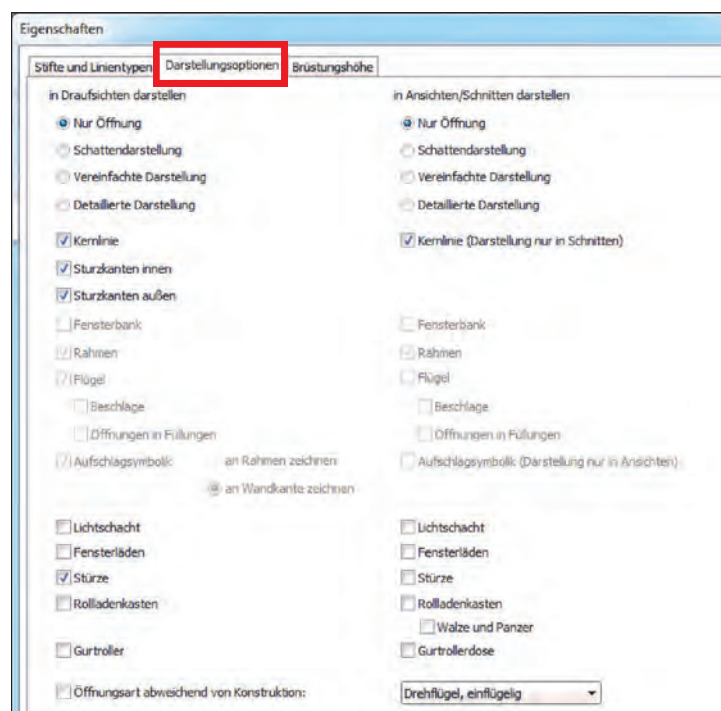 Eigenschaften
Stifte und Linientypen Darstellungsoptionen Brüstungshöhe
in Draufsichten darstellen
Nur Öffnung
Schattendarstellung
Vereinfachte Darstellung
Detaillierte Darstellung
Kernlinie
Sturzkanten innen
Sturzkanten außen
Fensterbank
Rahmen
Flügel
Beschläge
Öffnungen in Füllungen
Aufschlagsymbolik an Rahmen zeichnen
an Wandkante zeichnen
Lichtschacht
Fensterläden
Stürze
Rolladenkasten
Gurtroller
Öffnungsart abweichend von Konstruktion:
in Ansichten/Schnitten darstellen
Nur Öffnung
Schattendarstellung
Vereinfachte Darstellung
Detaillierte Darstellung
Kernlinie (Darstellung nur in Schnitten)
Fensterbank
Rahmen
Flügel
Beschläge
Öffnungen in Füllungen
Aufschlagsymbolik (Darstellung nur in Ansichten)
Lichtschacht
Fensterläden
Stürze
Rolladenkasten
Walze und Panzer
Gurtrollerdose
Drehflügel, einflügelig